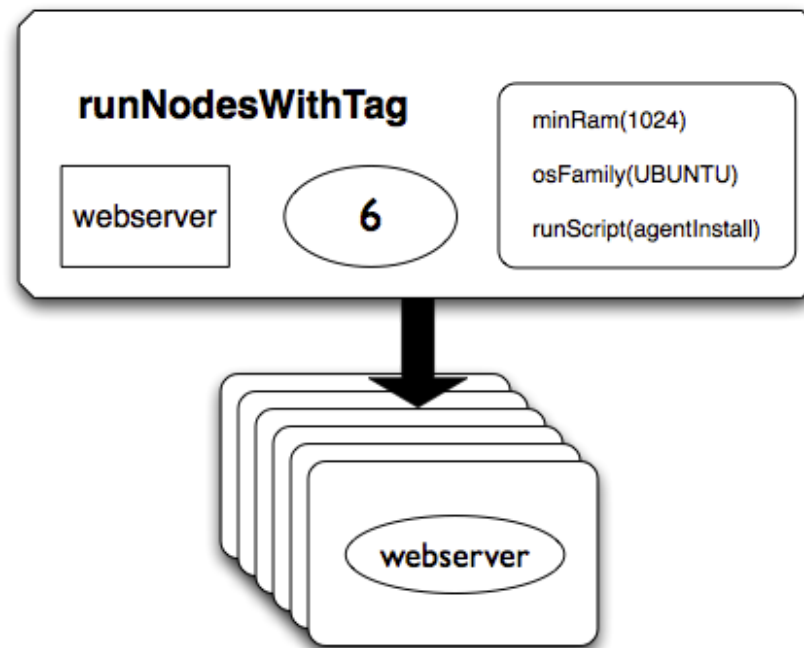 runNodesWithTag
webserver
6
minRam(1024)
osFamily(UBUNTU)
runScript(agentInstall)
webserver